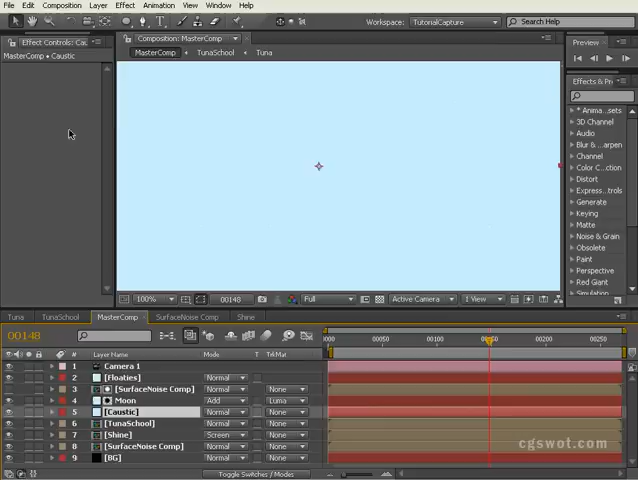 File Edit Composition Layer Effect Animation View Window Help
Workspace: TutorialCapture Search Help
Effect Controls: Cau
Composition: MasterComp
Preview
MasterComp • Caustic
MasterComp TunaSchool Tuna
Effects & Pr
* Anima...sets
3D Channel
Audio
Blur &...arpen
Channel
Color C...ction
Distort
Express...trols
Generate
Keying
Matte
Noise & Grain
Obsolete
Paint
Perspective
Red Giant
Simulation
100% 00148 Full Active Camera 1 View
Tuna TunaSchool MasterComp SurfaceNoise Comp Shine
00148
0000 00050 00100 00200 00250
# Layer Name Mode T TrkMat
1 Camera 1
2 [Floaties] Normal
3 [SurfaceNoise Comp] Normal None
4 Moon Add Luma
5 [Caustic] Normal None
6 [TunaSchool] Normal None
7 [Shine] Screen None
8 [SurfaceNoise Comp] Normal None
9 [BG] Normal None
cgswot.com
Toggle Switches / Modes